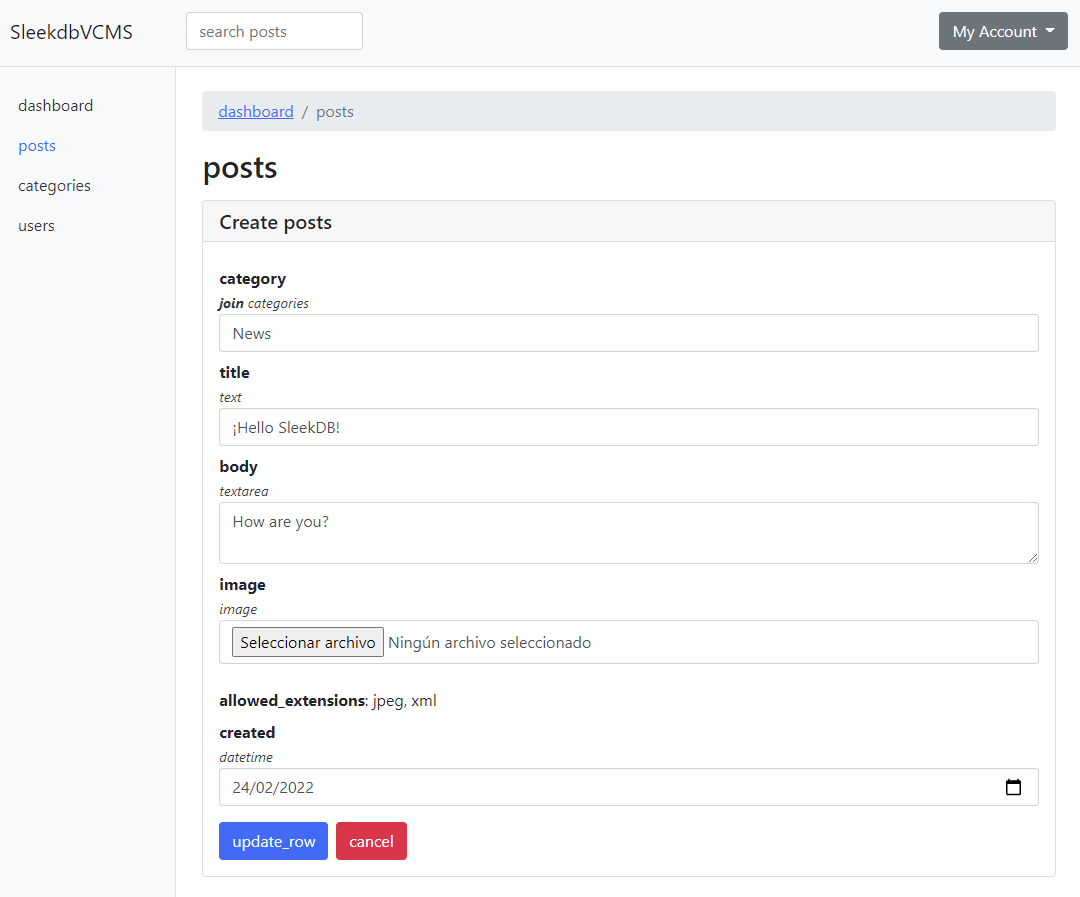 SleekdbVCMS
search posts
My Account
dashboard
posts
categories
users
dashboard / posts
posts
Create posts
category
join categories
News
title
text
¡Hello SleekDB!
body
textarea
How are you?
image
image
Seleccionar archivo Ningún archivo seleccionado
allowed_extensions: jpeg, xml
created
datetime
24/02/2022
update_row
cancel